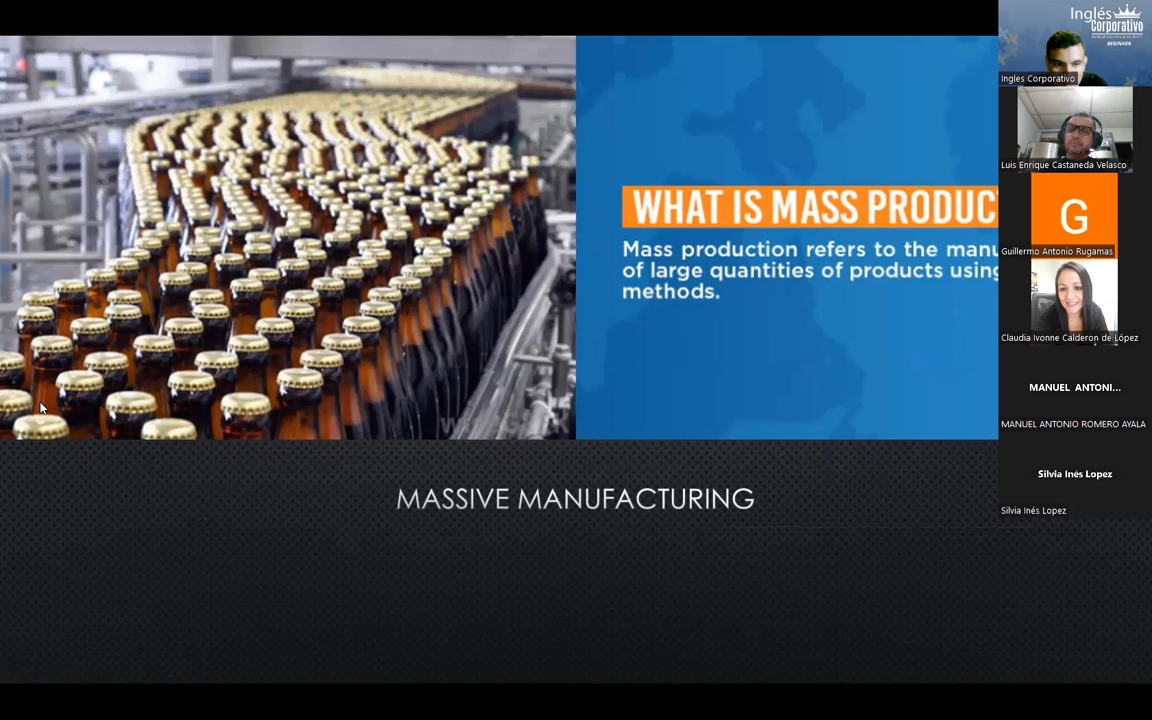 WHAT IS MASS PRODUC
Mass production refers to the manu
of large quantities of products using
methods.
MASSIVE MANUFACTURING
Inglés
Corporativo
BEGINNER
Ingles Corporativo
Luis Enrique Castaneda Velasco
G
Guillermo Antonio Rugamas
Claudia Ivonne Calderon de López
MANUEL ANTONI...
MANUEL ANTONIO ROMERO AYALA
Silvia Inés Lopez
Silvia Inés Lopez